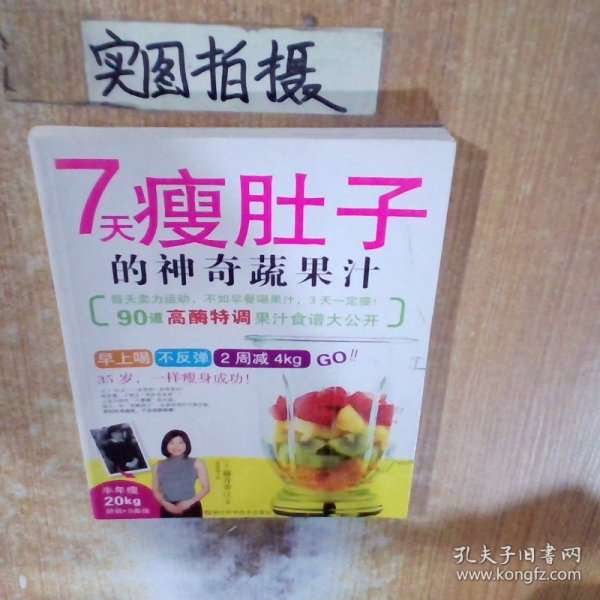 实图拍摄
7天瘦肚子
的神奇蔬果汁
每天卖力运动，不如早餐喝果汁，3天一定瘦！
90道高酶特调果汁食谱大公开
早上喝 不反弹 2周减4kg GO!!
35岁，一样瘦身成功！
半年瘦
20kg
孔夫子旧书网
www.kongfz.com